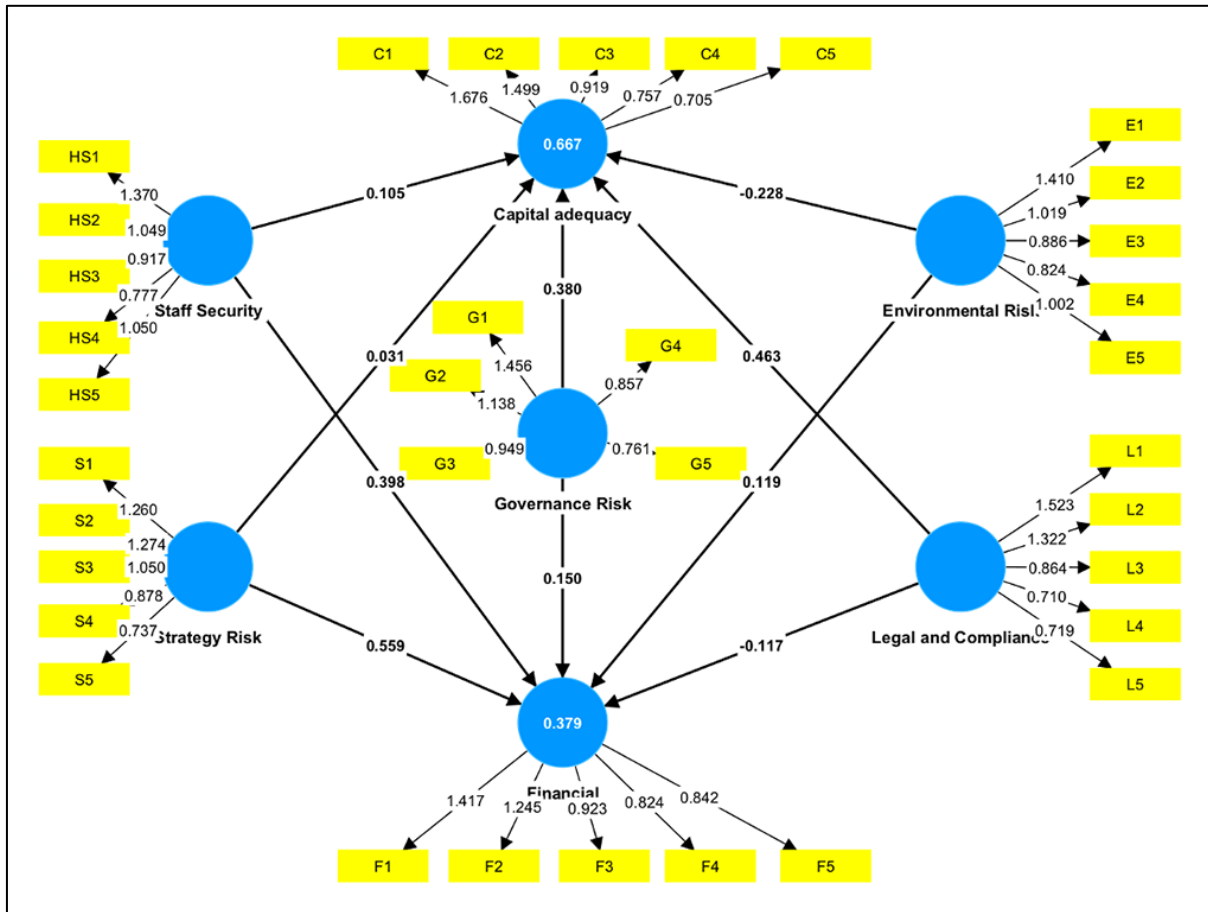 C1
C2
C3
C4
C5
1.676
1.499
0.919
0.757
0.705
0.667
Capital adequacy
HS1
HS2
HS3
HS4
HS5
1.370
1.049
0.917
0.777
1.050
Staff Security
0.105
-0.228
E1
E2
E3
E4
E5
1.410
1.019
0.886
0.824
1.002
Environmental Ris
0.380
0.031
0.463
G1
G2
G3
G4
G5
1.456
1.138
0.949
0.857
0.761
Governance Risk
0.398
0.119
S1
S2
S3
S4
S5
1.260
1.274
1.050
0.878
0.737
Strategy Risk
0.559
0.150
-0.117
L1
L2
L3
L4
L5
1.523
1.322
0.864
0.710
0.719
Legal and Compliance
0.379
Financial
1.417
1.245
0.923
0.824
0.842
F1
F2
F3
F4
F5